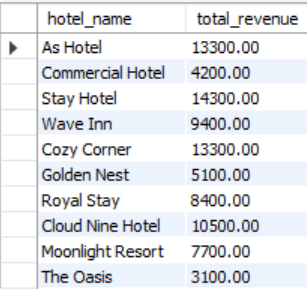 hotel_name total_revenue
As Hotel 13300.00
Commercial Hotel 4200.00
Stay Hotel 14300.00
Wave Inn 9400.00
Cozy Corner 13300.00
Golden Nest 5100.00
Royal Stay 8400.00
Cloud Nine Hotel 10500.00
Moonlight Resort 7700.00
The Oasis 3100.00